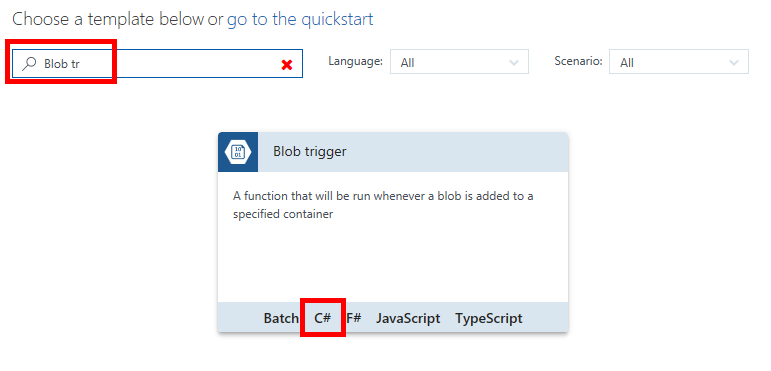 Choose a template below or go to the quickstart
Blob tr Language: All Scenario: All
10
01
Blob trigger
A function that will be run whenever a blob is added to a
specified container
Batch C# F# JavaScript TypeScript